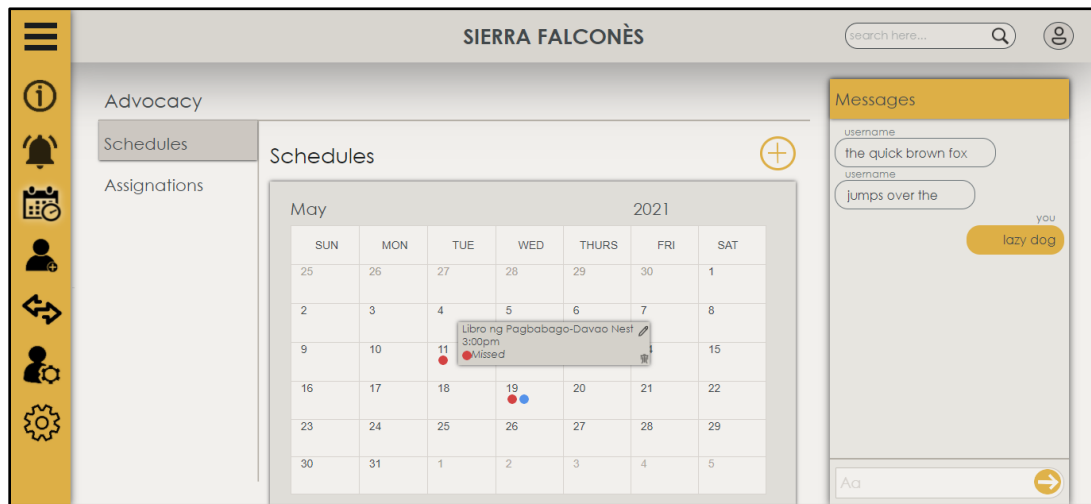 SIERRA FALCONÈS
search here...
Advocacy
Schedules
Assignations
Schedules
May 2021
SUN MON TUE WED THURS FRI SAT
25 26 27 28 29 30 1
2 3 4 5 6 7 8
Libro ng Pagbabago-Davao Nest
3:00pm
Missed
9 10 11 15
16 17 18 19 20 21 22
23 24 25 26 27 28 29
30 31 1 2 3 4 5
Messages
username
the quick brown fox
username
jumps over the
you
lazy dog
Aa